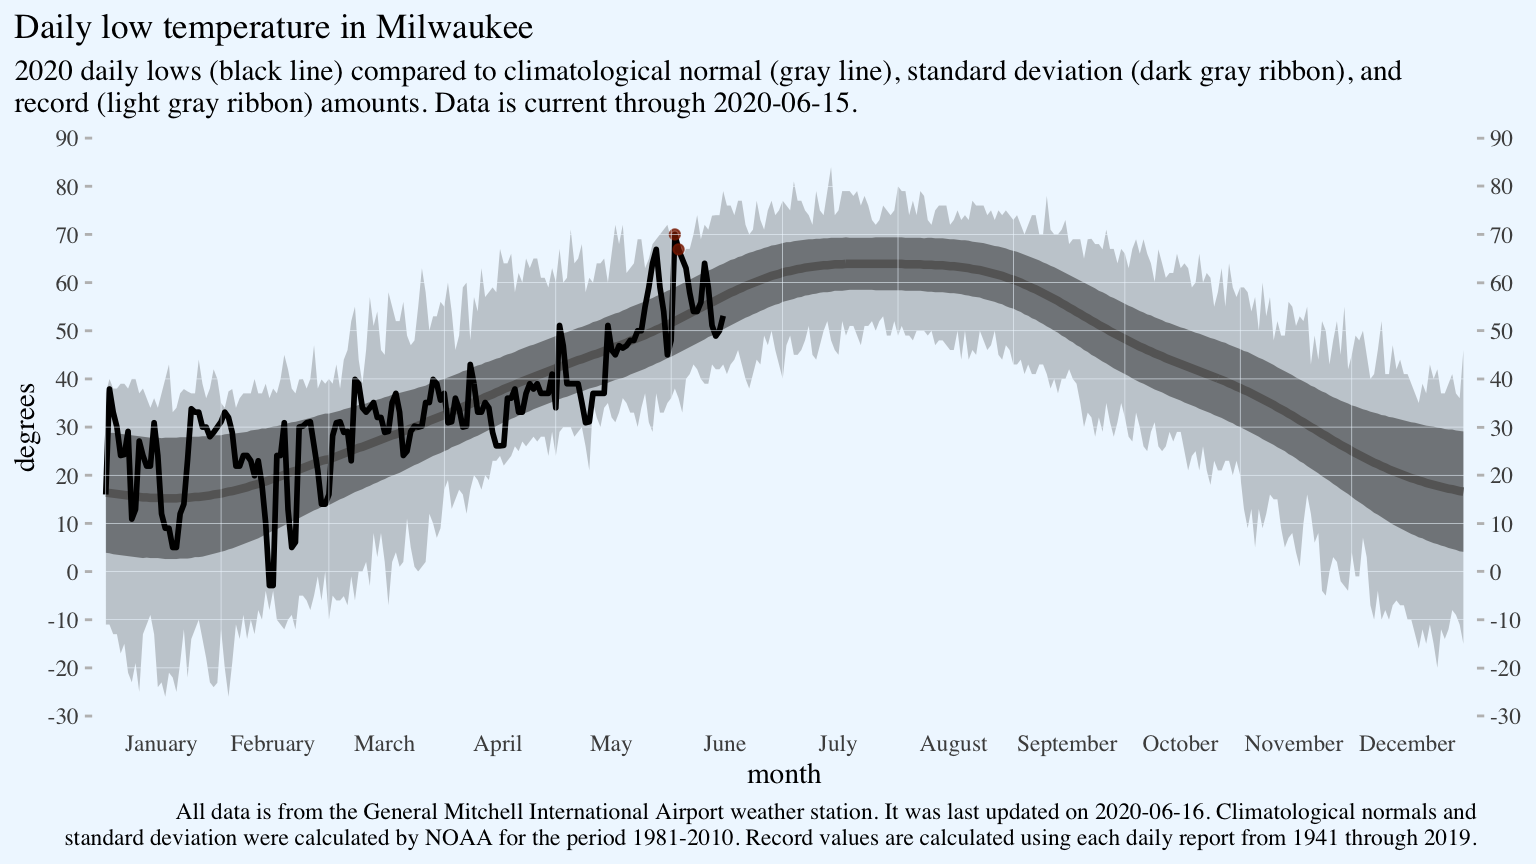 Daily low temperature in Milwaukee
2020 daily lows (black line) compared to climatological normal (gray line), standard deviation (dark gray ribbon), and
record (light gray ribbon) amounts. Data is current through 2020-06-15.
90 90
80 80
70 70
60 60
50 50
40 40
30 30
20 20
10 10
0 0
-10 -10
-20 -20
-30 -30
degrees
January February March April May June July August September October November December
month
All data is from the General Mitchell International Airport weather station. It was last updated on 2020-06-16. Climatological normals and
standard deviation were calculated by NOAA for the period 1981-2010. Record values are calculated using each daily report from 1941 through 2019.